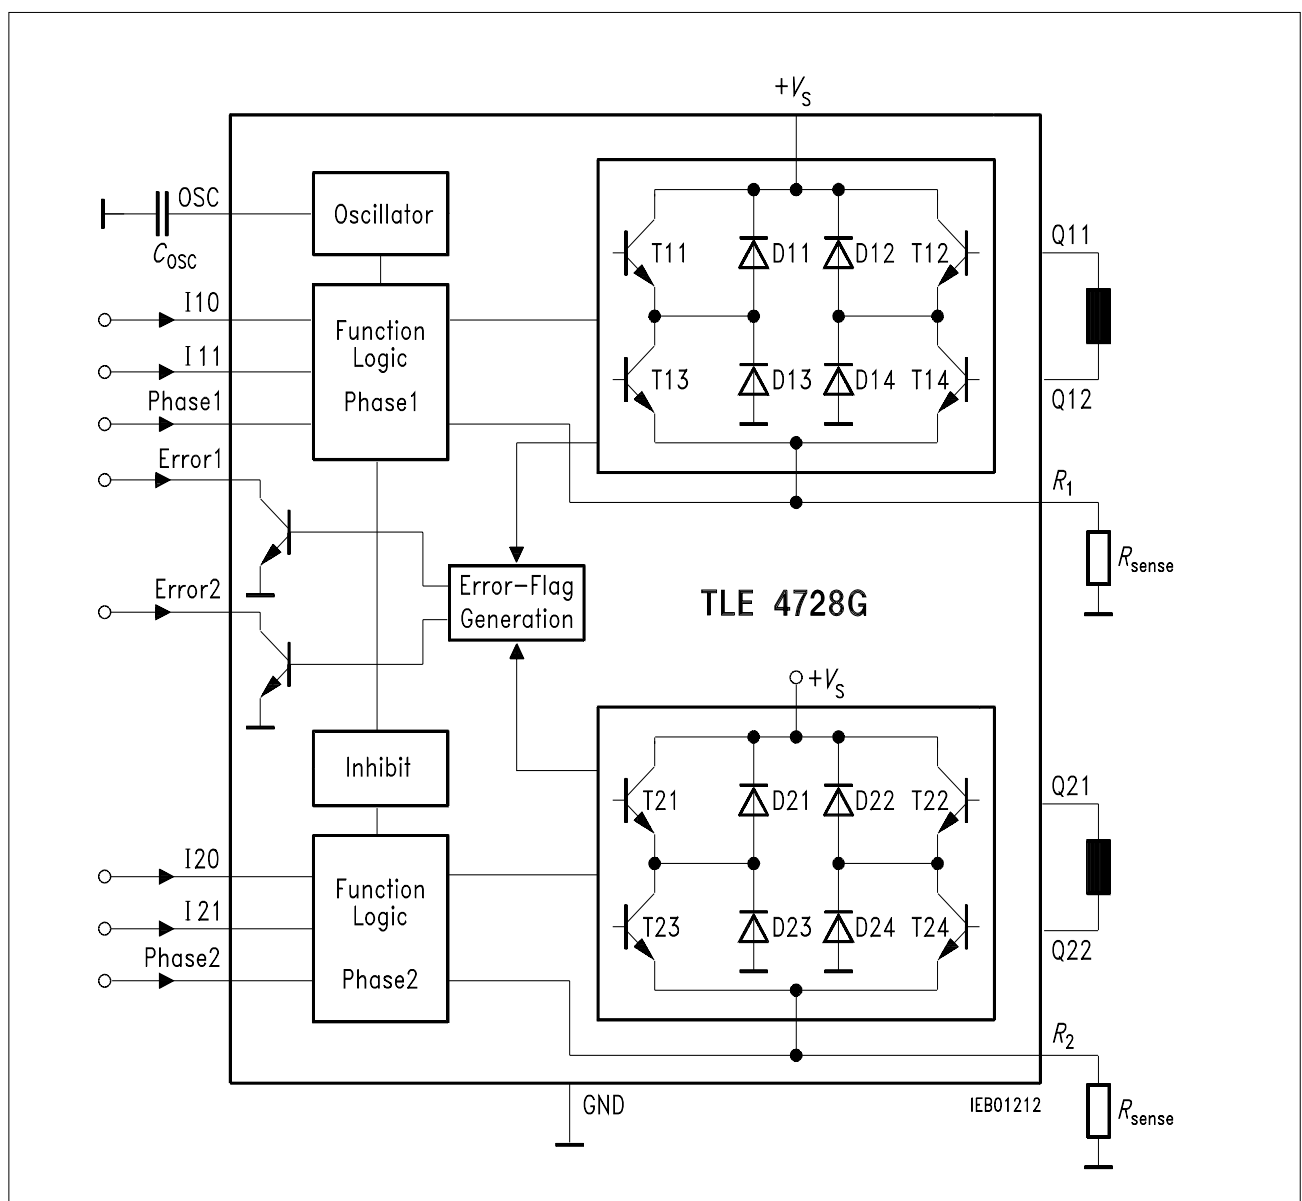 +VS
OSC
COSC
Oscillator
T11
D11
D12
T12
Q11
I10
I11
Phase1
Function
Logic
Phase1
T13
D13
D14
T14
Q12
Error1
R1
Rsense
Error2
Error-Flag
Generation
TLE 4728G
+VS
Inhibit
T21
D21
D22
T22
Q21
I20
I21
Phase2
Function
Logic
Phase2
T23
D23
D24
T24
Q22
R2
Rsense
GND
IEB01212